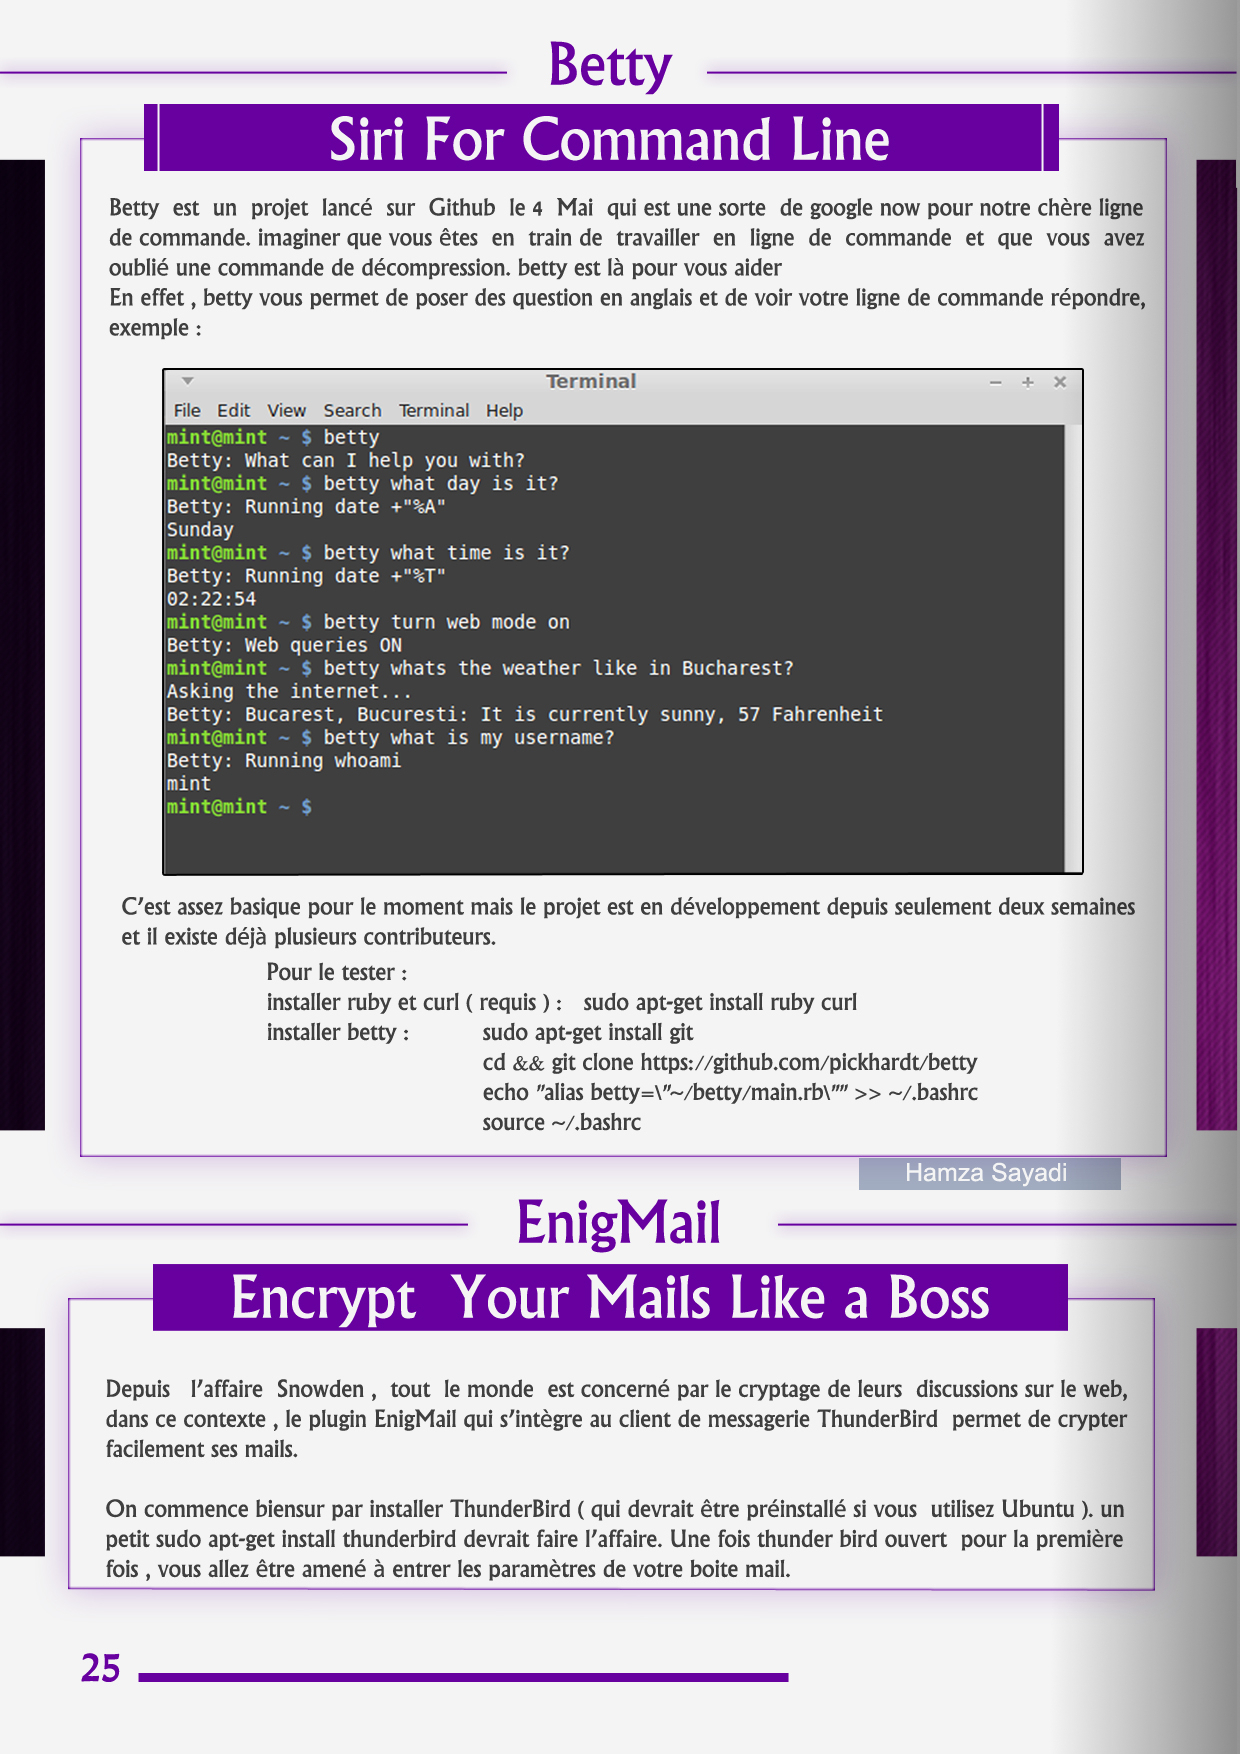 Betty
Siri For Command Line
Betty est un projet lancé sur Github le 4 Mai qui est une sorte de google now pour notre chère ligne
de commande. imaginer que vous êtes en train de travailler en ligne de commande et que vous avez
oublié une commande de décompression. betty est là pour vous aider
En effet , betty vous permet de poser des question en anglais et de voir votre ligne de commande répondre,
exemple :
Terminal
File Edit View Search Terminal Help
mint@mint ~ $ betty
Betty: What can I help you with?
mint@mint ~ $ betty what day is it?
Betty: Running date +"%A"
Sunday
mint@mint ~ $ betty what time is it?
Betty: Running date +"%T"
02:22:54
mint@mint ~ $ betty turn web mode on
Betty: Web queries ON
mint@mint ~ $ betty whats the weather like in Bucharest?
Asking the internet...
Betty: Bucarest, Bucuresti: It is currently sunny, 57 Fahrenheit
mint@mint ~ $ betty what is my username?
Betty: Running whoami
mint
mint@mint ~ $
C'est assez basique pour le moment mais le projet est en développement depuis seulement deux semaines
et il existe déjà plusieurs contributeurs.
Pour le tester :
installer ruby et curl ( requis ) : sudo apt-get install ruby curl
installer betty : sudo apt-get install git
cd && git clone https://github.com/pickhardt/betty
echo "alias betty=\"~/betty/main.rb\"" >> ~/.bashrc
source ~/.bashrc
Hamza Sayadi
EnigMail
Encrypt Your Mails Like a Boss
Depuis l'affaire Snowden , tout le monde est concerné par le cryptage de leurs discussions sur le web,
dans ce contexte , le plugin EnigMail qui s'intègre au client de messagerie ThunderBird permet de crypter
facilement ses mails.
On commence biensur par installer ThunderBird ( qui devrait être préinstallé si vous utilisez Ubuntu ). un
petit sudo apt-get install thunderbird devrait faire l'affaire. Une fois thunder bird ouvert pour la première
fois , vous allez être amené à entrer les paramètres de votre boite mail.
25